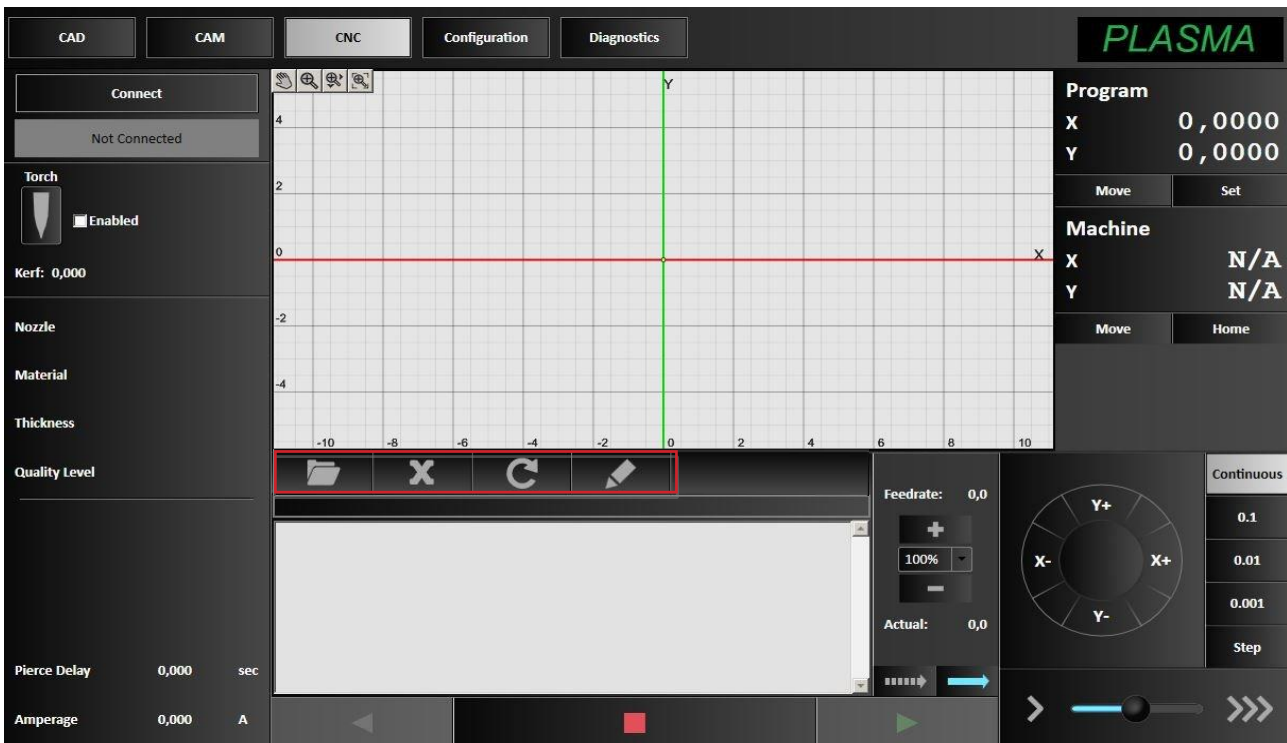 CAD CAM CNC Configuration Diagnostics PLASMA
Connect
Not Connected
Torch
Enabled
Kerf: 0,000
Nozzle
Material
Thickness
Quality Level
Pierce Delay 0,000 sec
Amperage 0,000 A
Y
4
2
0
X
-2
-4
-10 -8 -6 -4 -2 0 2 4 6 8 10
Program
X 0,0000
Y 0,0000
Move Set
Machine
X N/A
Y N/A
Move Home
Feedrate: 0,0
100%
Actual: 0,0
Y+
X- X+
Y-
Continuous
0.1
0.01
0.001
Step